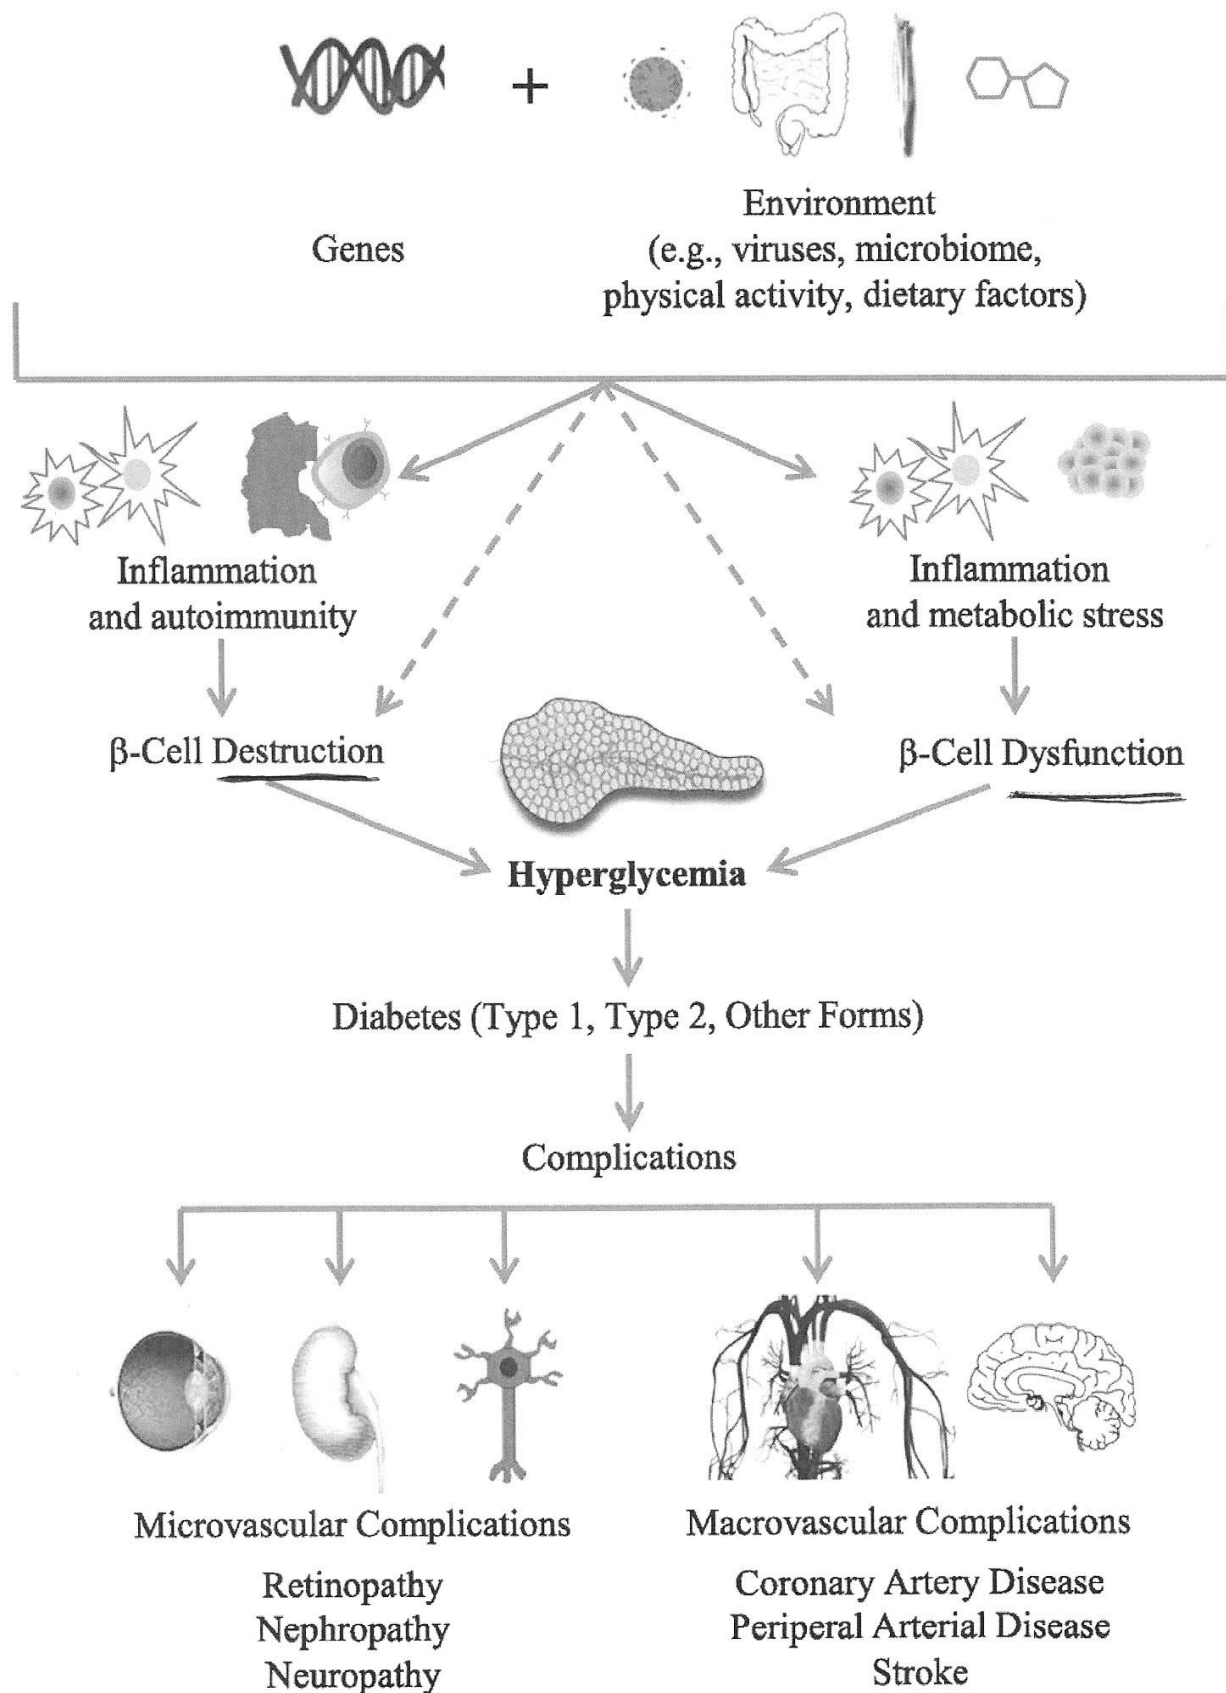 +
Genes
Environment
(e.g., viruses, microbiome,
physical activity, dietary factors)
Inflammation
and autoimmunity
Inflammation
and metabolic stress
β-Cell Destruction
β-Cell Dysfunction
Hyperglycemia
Diabetes (Type 1, Type 2, Other Forms)
Complications
Microvascular Complications
Retinopathy
Nephropathy
Neuropathy
Macrovascular Complications
Coronary Artery Disease
Periperal Arterial Disease
Stroke